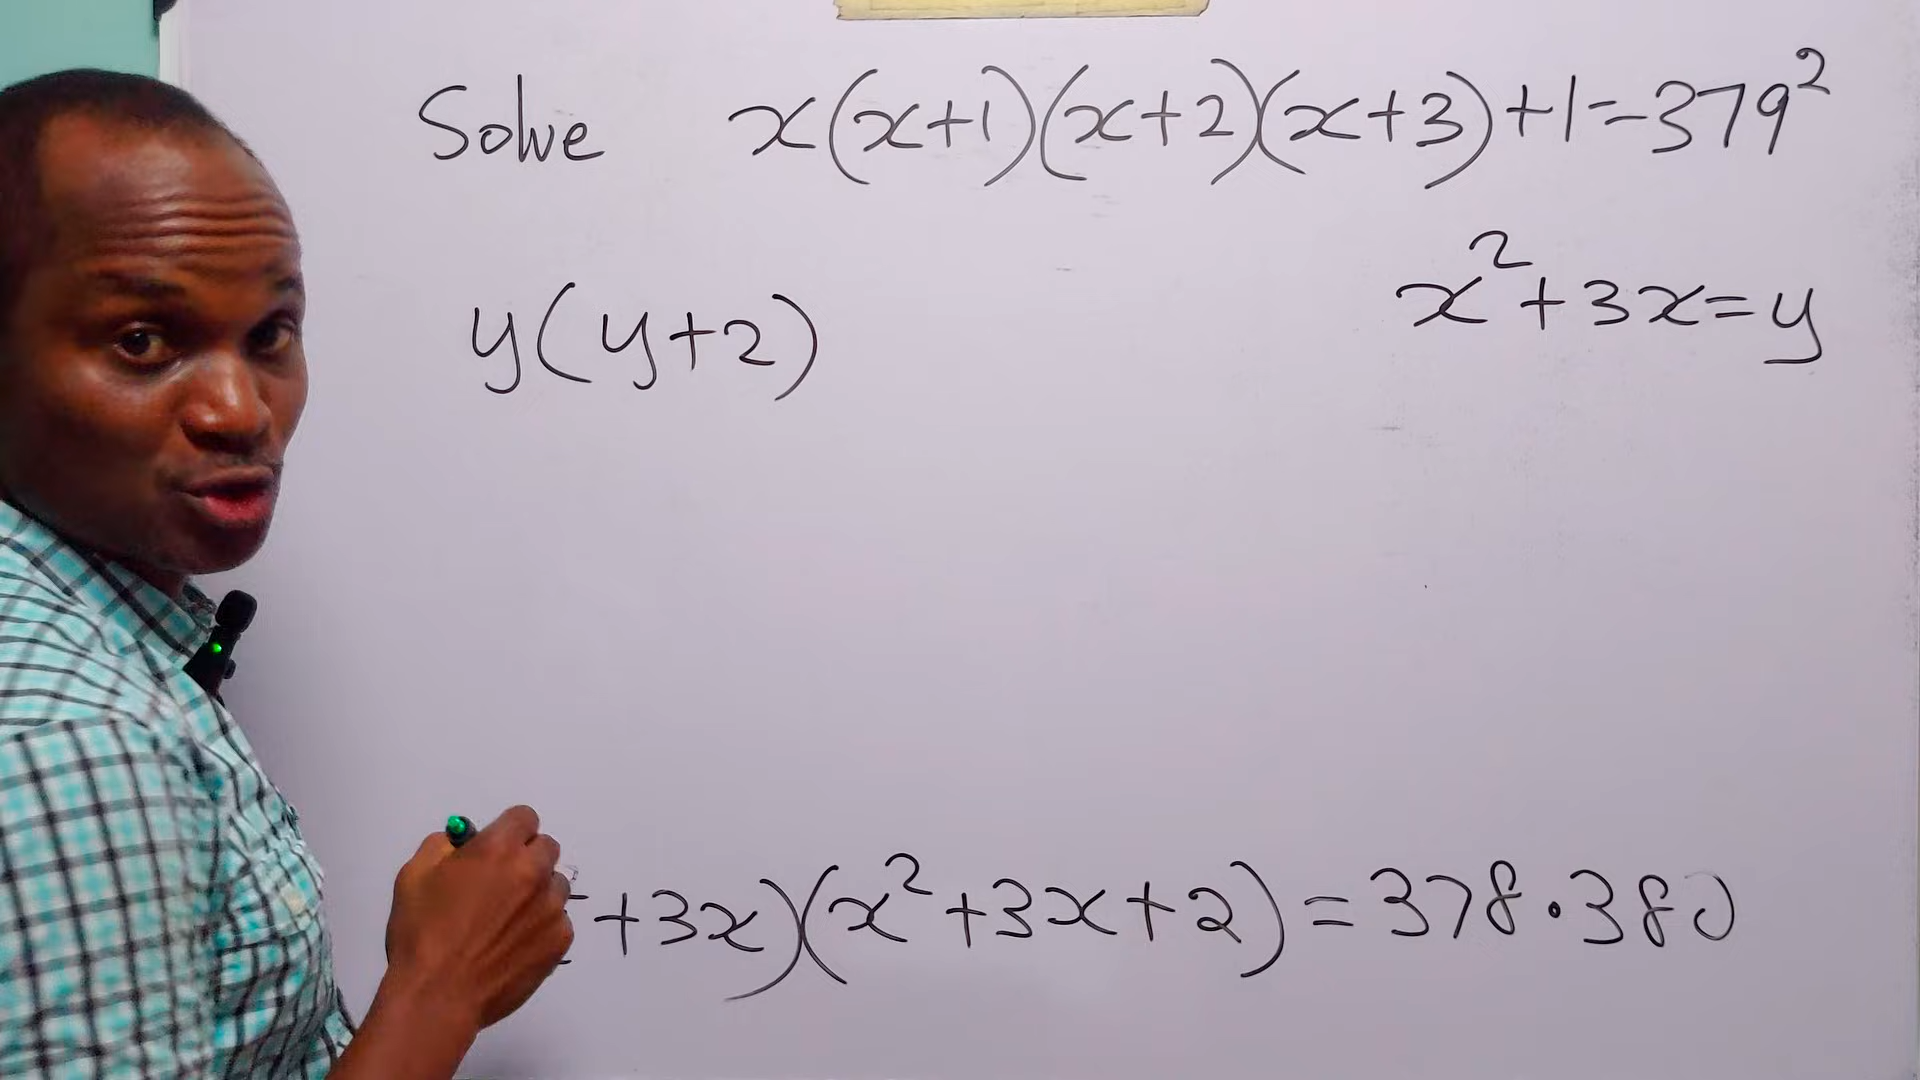 Solve x(x+1)(x+2)(x+3)+1=379²
x²+3x=y
y(y+2)
+3x)(x²+3x+2)=378·380